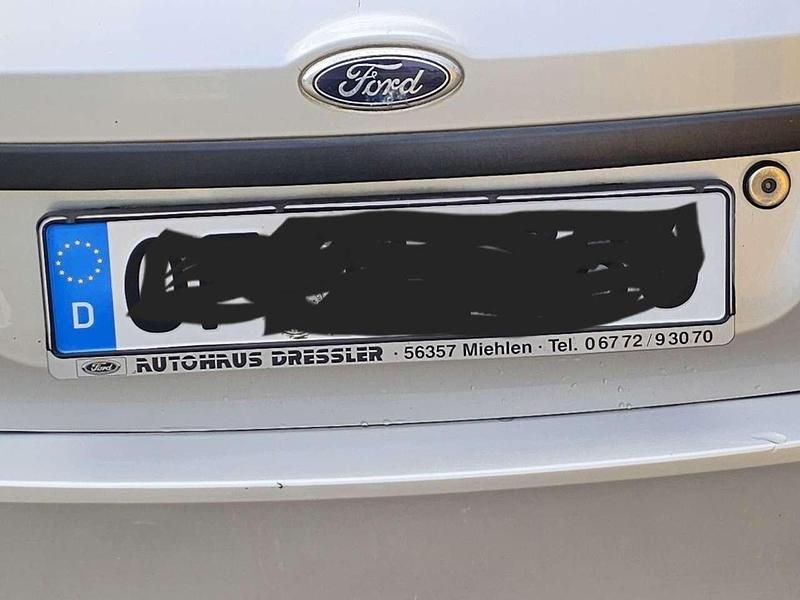 Ford
D
Ford AUTOHAUS DRESSLER · 56357 Miehlen · Tel. 06772/93070